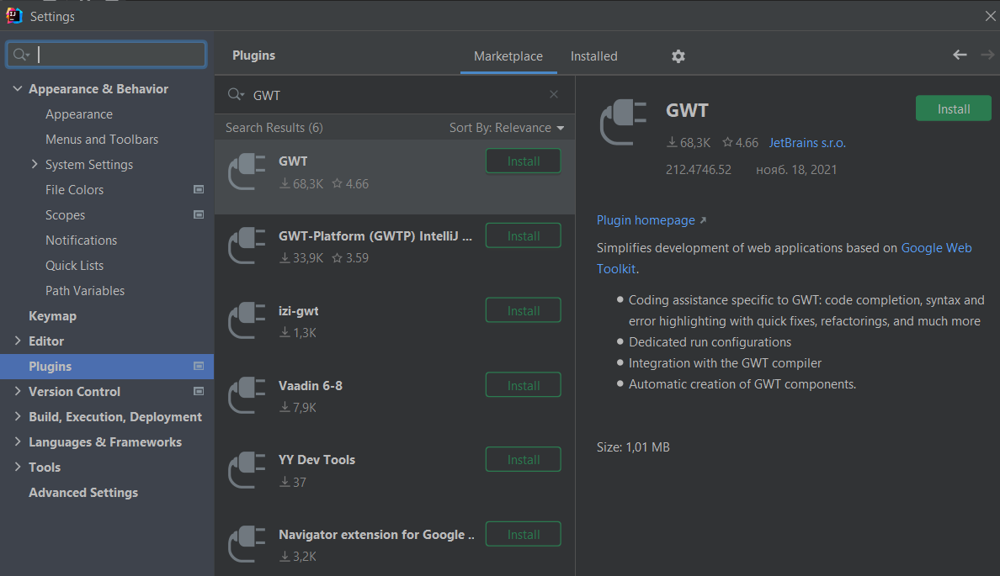 Settings
Appearance & Behavior
Appearance
Menus and Toolbars
System Settings
File Colors
Scopes
Notifications
Quick Lists
Path Variables
Keymap
Editor
Plugins
Version Control
Build, Execution, Deployment
Languages & Frameworks
Tools
Advanced Settings
Plugins
Marketplace
Installed
GWT
Search Results (6)
Sort By: Relevance
GWT
68,3K 4.66
Install
GWT-Platform (GWTP) IntelliJ ...
33,9K 3.59
Install
izi-gwt
1,3K
Install
Vaadin 6-8
7,9K
Install
YY Dev Tools
37
Install
Navigator extension for Google ..
3,2K
Install
GWT
Install
68,3K 4.66 JetBrains s.r.o.
212.4746.52 нояб. 18, 2021
Plugin homepage ↗
Simplifies development of web applications based on Google Web
Toolkit.
• Coding assistance specific to GWT: code completion, syntax and
error highlighting with quick fixes, refactorings, and much more
• Dedicated run configurations
• Integration with the GWT compiler
• Automatic creation of GWT components.
Size: 1,01 MB